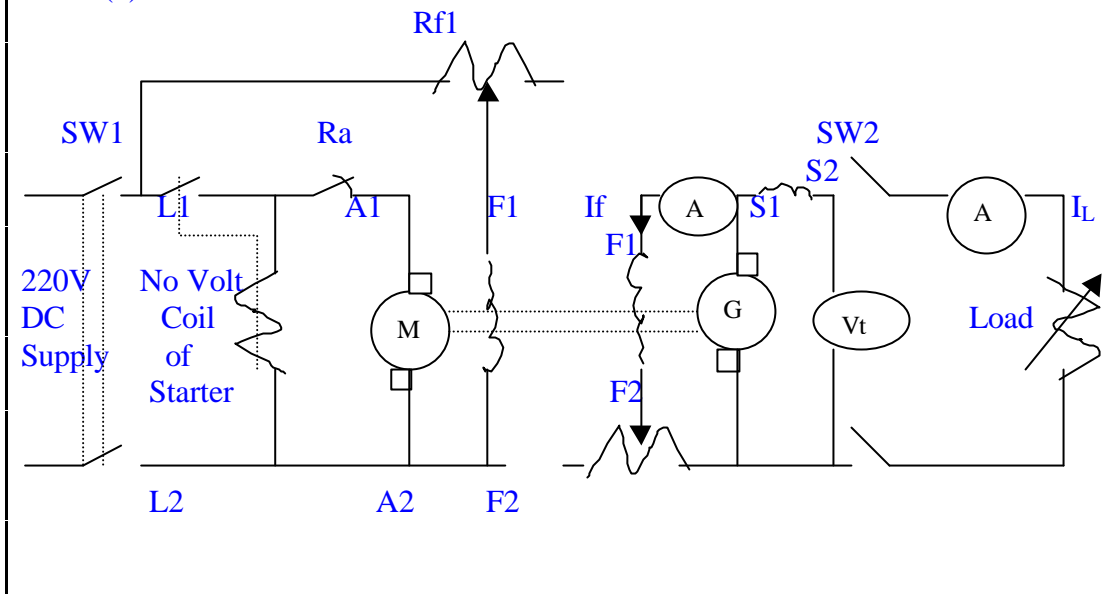 Rf1
SW1
Ra
SW2
S2
L1
A1
F1
If
A
S1
A
I_L
F1
220V
DC
Supply
No Volt
Coil
of
Starter
M
G
Vt
Load
F2
L2
A2
F2